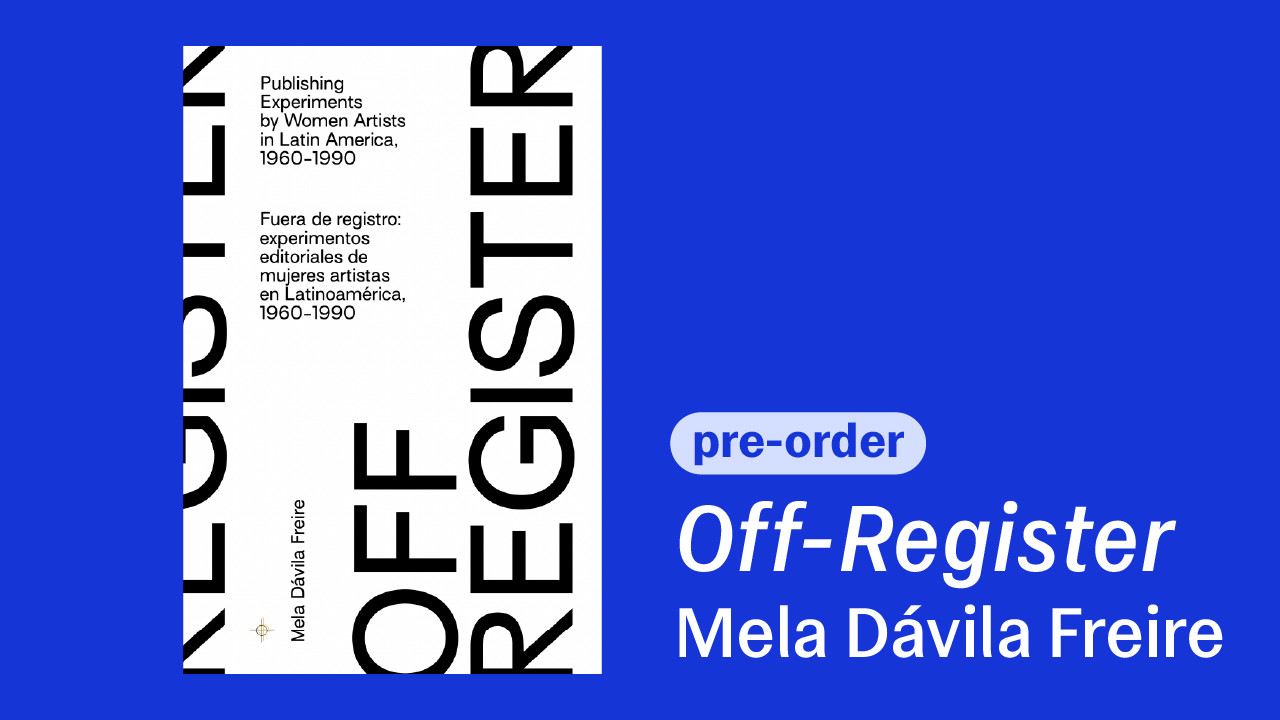 Publishing
Experiments
by Women Artists
in Latin America,
1960–1990
Fuera de registro:
experimentos
editoriales de
mujeres artistas
en Latinoamérica,
1960–1990
Mela Dávila Freire
OFF
REGISTER
REGISTER
pre-order
Off-Register
Mela Dávila Freire